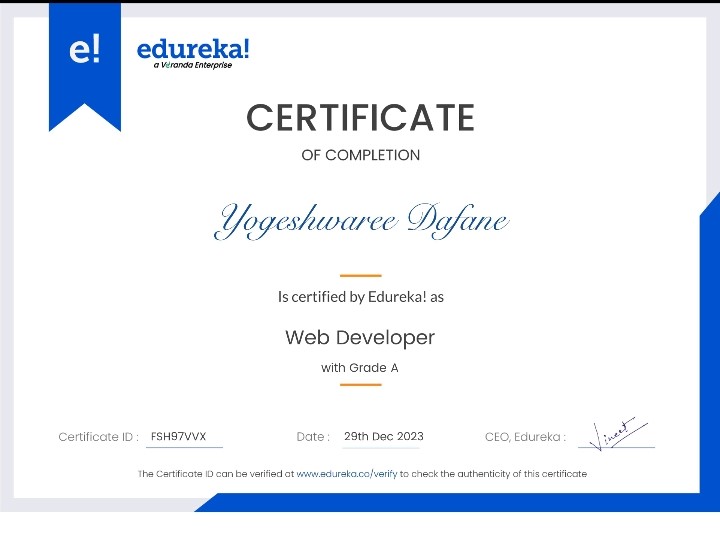 e!
edureka!
a Veranda Enterprise
CERTIFICATE
OF COMPLETION
Yogeshwaree Dafane
Is certified by Edureka! as
Web Developer
with Grade A
Certificate ID : FSH97VVX Date : 29th Dec 2023 CEO, Edureka : Vineet
The Certificate ID can be verified at www.edureka.co/verify to check the authenticity of this certificate